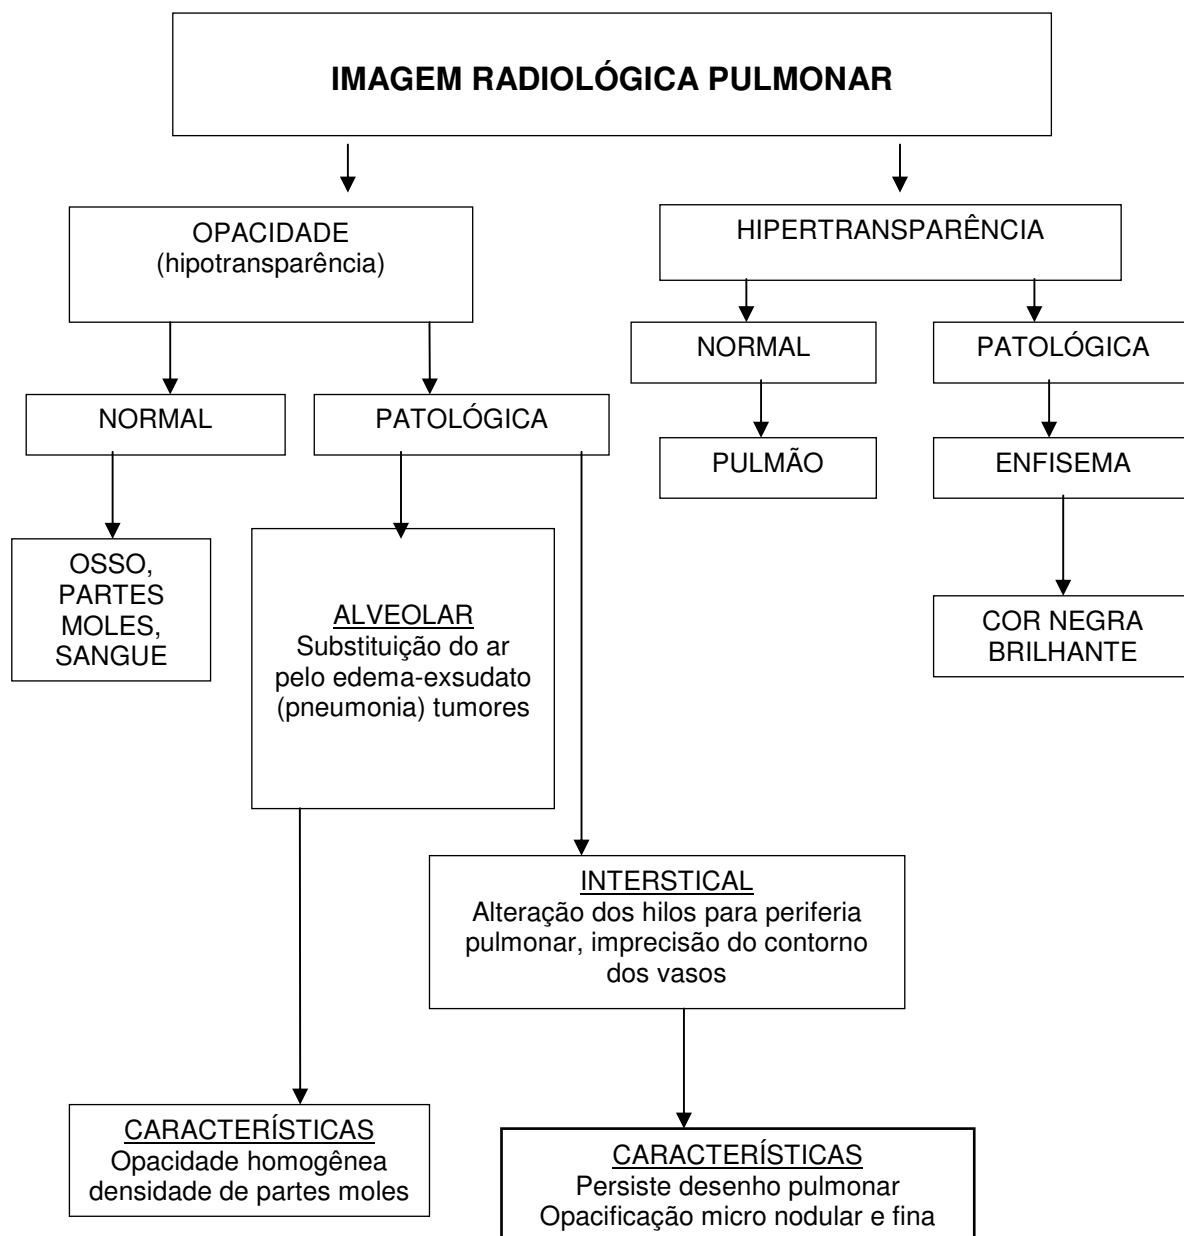 IMAGEM RADIOLÓGICA PULMONAR
OPACIDADE
(hipotransparência)
HIPERTRANSPARÊNCIA
NORMAL
PATOLÓGICA
NORMAL
PATOLÓGICA
PULMÃO
ENFISEMA
OSSO,
PARTES
MOLES,
SANGUE
ALVEOLAR
Substituição do ar
pelo edema-exsudato
(pneumonia) tumores
COR NEGRA
BRILHANTE
INTERSTICAL
Alteração dos hilos para periferia
pulmonar, imprecisão do contorno
dos vasos
CARACTERÍSTICAS
Opacidade homogênea
densidade de partes moles
CARACTERÍSTICAS
Persiste desenho pulmonar
Opacificação micro nodular e fina